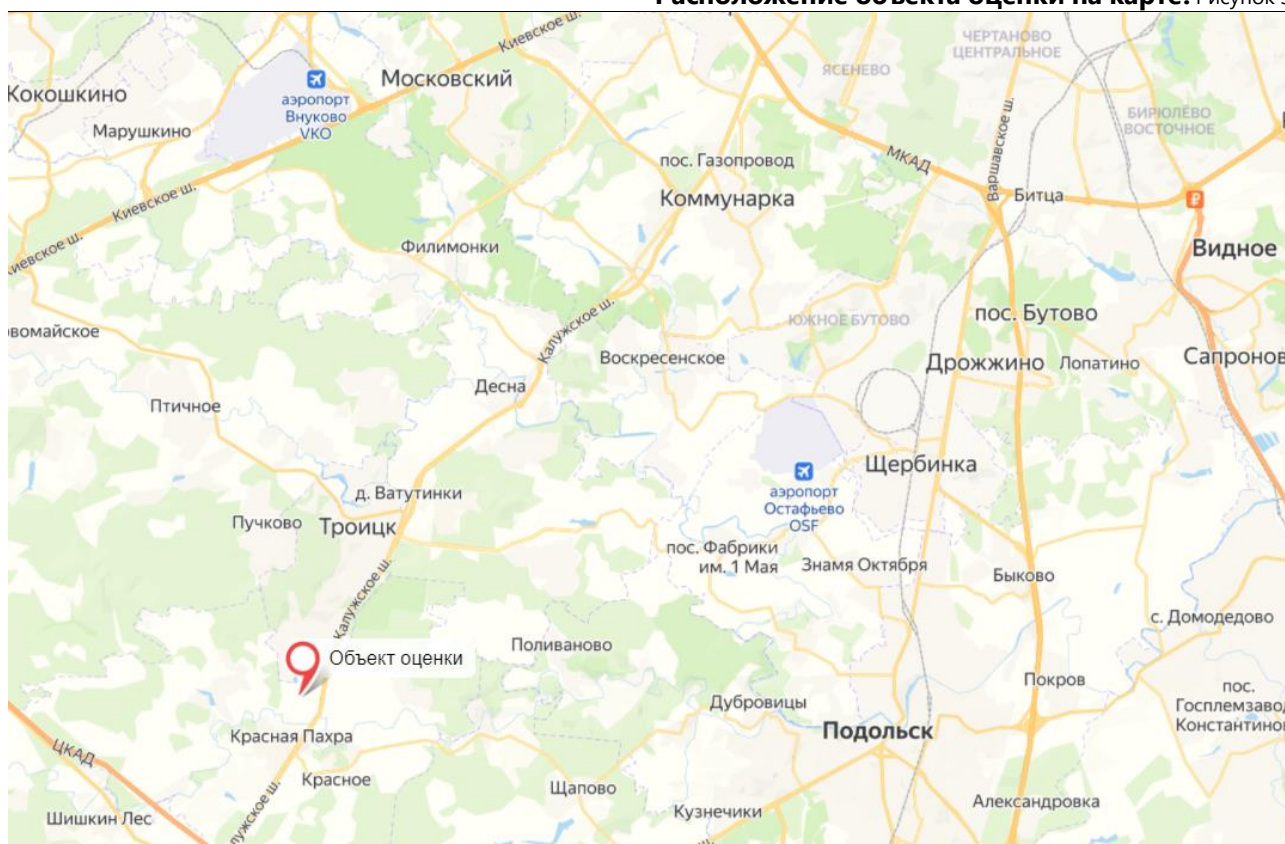 Расположение объекта оценки на карте. Рисунок
Киевское ш.
ЧЕРТАНОВО
ЦЕНТРАЛЬНОЕ
ЯСЕНЕВО
Московский
Кокошкино
аэропорт
Внуково
VKO
Марушкино
БИРЮЛЁВО
ВОСТОЧНОЕ
Варшавское ш.
МКАД
пос. Газопровод
Коммунарка
Битца
Киевское ш.
Филимонки
Видное
иевское ш.
Калужское ш.
ЮЖНОЕ БУТОВО
пос. Бутово
рвомайское
Воскресенское
Дрожжино
Лопатино
Сапронов
Десна
Птичное
Щербинка
аэропорт
Остафьево
OSF
д. Ватутинки
Пучково
Троицк
пос. Фабрики
им. 1 Мая
Знамя Октября
Быково
Калужское ш.
с. Домодедово
Поливаново
Объект оценки
Покров
пос.
Госплемзавод
Константинов
Дубровицы
Подольск
Красная Пахра
ЦКАД
Красное
Щапово
Кузнечики
Александровка
Шишкин Лес
лужское ш.
ш.